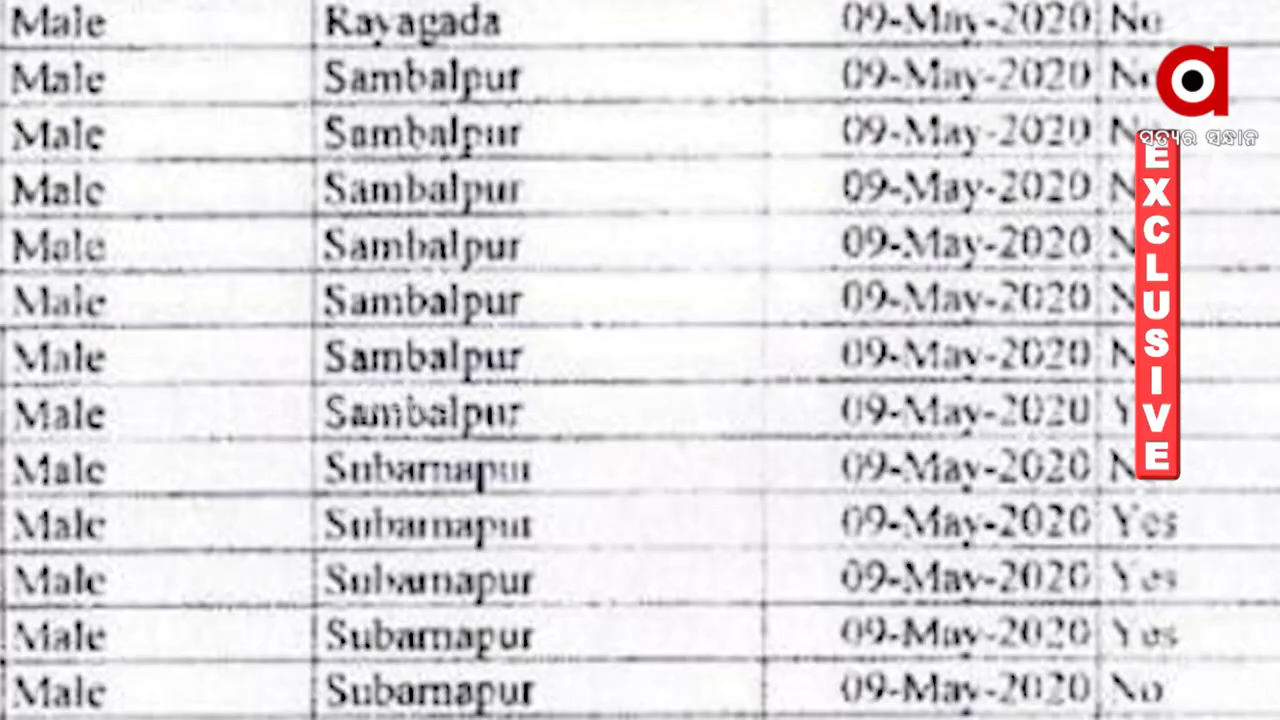 Male Rayagada 09-May-2020 No
Male Sambalpur 09-May-2020
Male Sambalpur 09-May-2020
Male Sambalpur 09-May-2020
Male Sambalpur 09-May-2020
Male Sambalpur 09-May-2020
Male Sambalpur 09-May-2020
Male Sambalpur 09-May-2020
Male Subarnapur 09-May-2020
Male Subarnapur 09-May-2020 Yes
Male Subarnapur 09-May-2020 Yes
Male Subarnapur 09-May-2020 Yes
Male Subarnapur 09-May-2020 No
a
ସତ୍ୟର ସନ୍ଧାନ
EXCLUSIVE